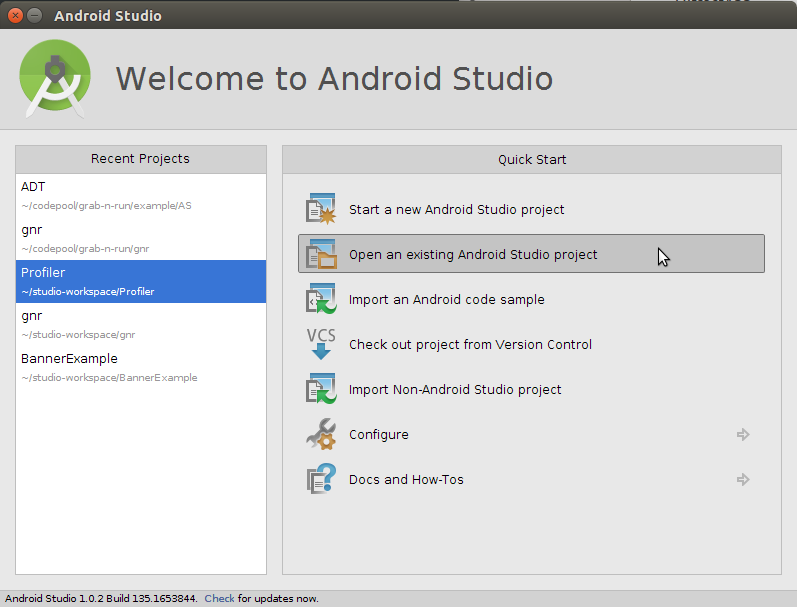 Android Studio
Welcome to Android Studio
Recent Projects
ADT
~/codepool/grab-n-run/example/AS
gnr
~/codepool/grab-n-run/gnr
Profiler
~/studio-workspace/Profiler
gnr
~/studio-workspace/gnr
BannerExample
~/studio-workspace/BannerExample
Quick Start
Start a new Android Studio project
Open an existing Android Studio project
Import an Android code sample
VCS
Check out project from Version Control
Import Non-Android Studio project
Configure
Docs and How-Tos
Android Studio 1.0.2 Build 135.1653844. Check for updates now.